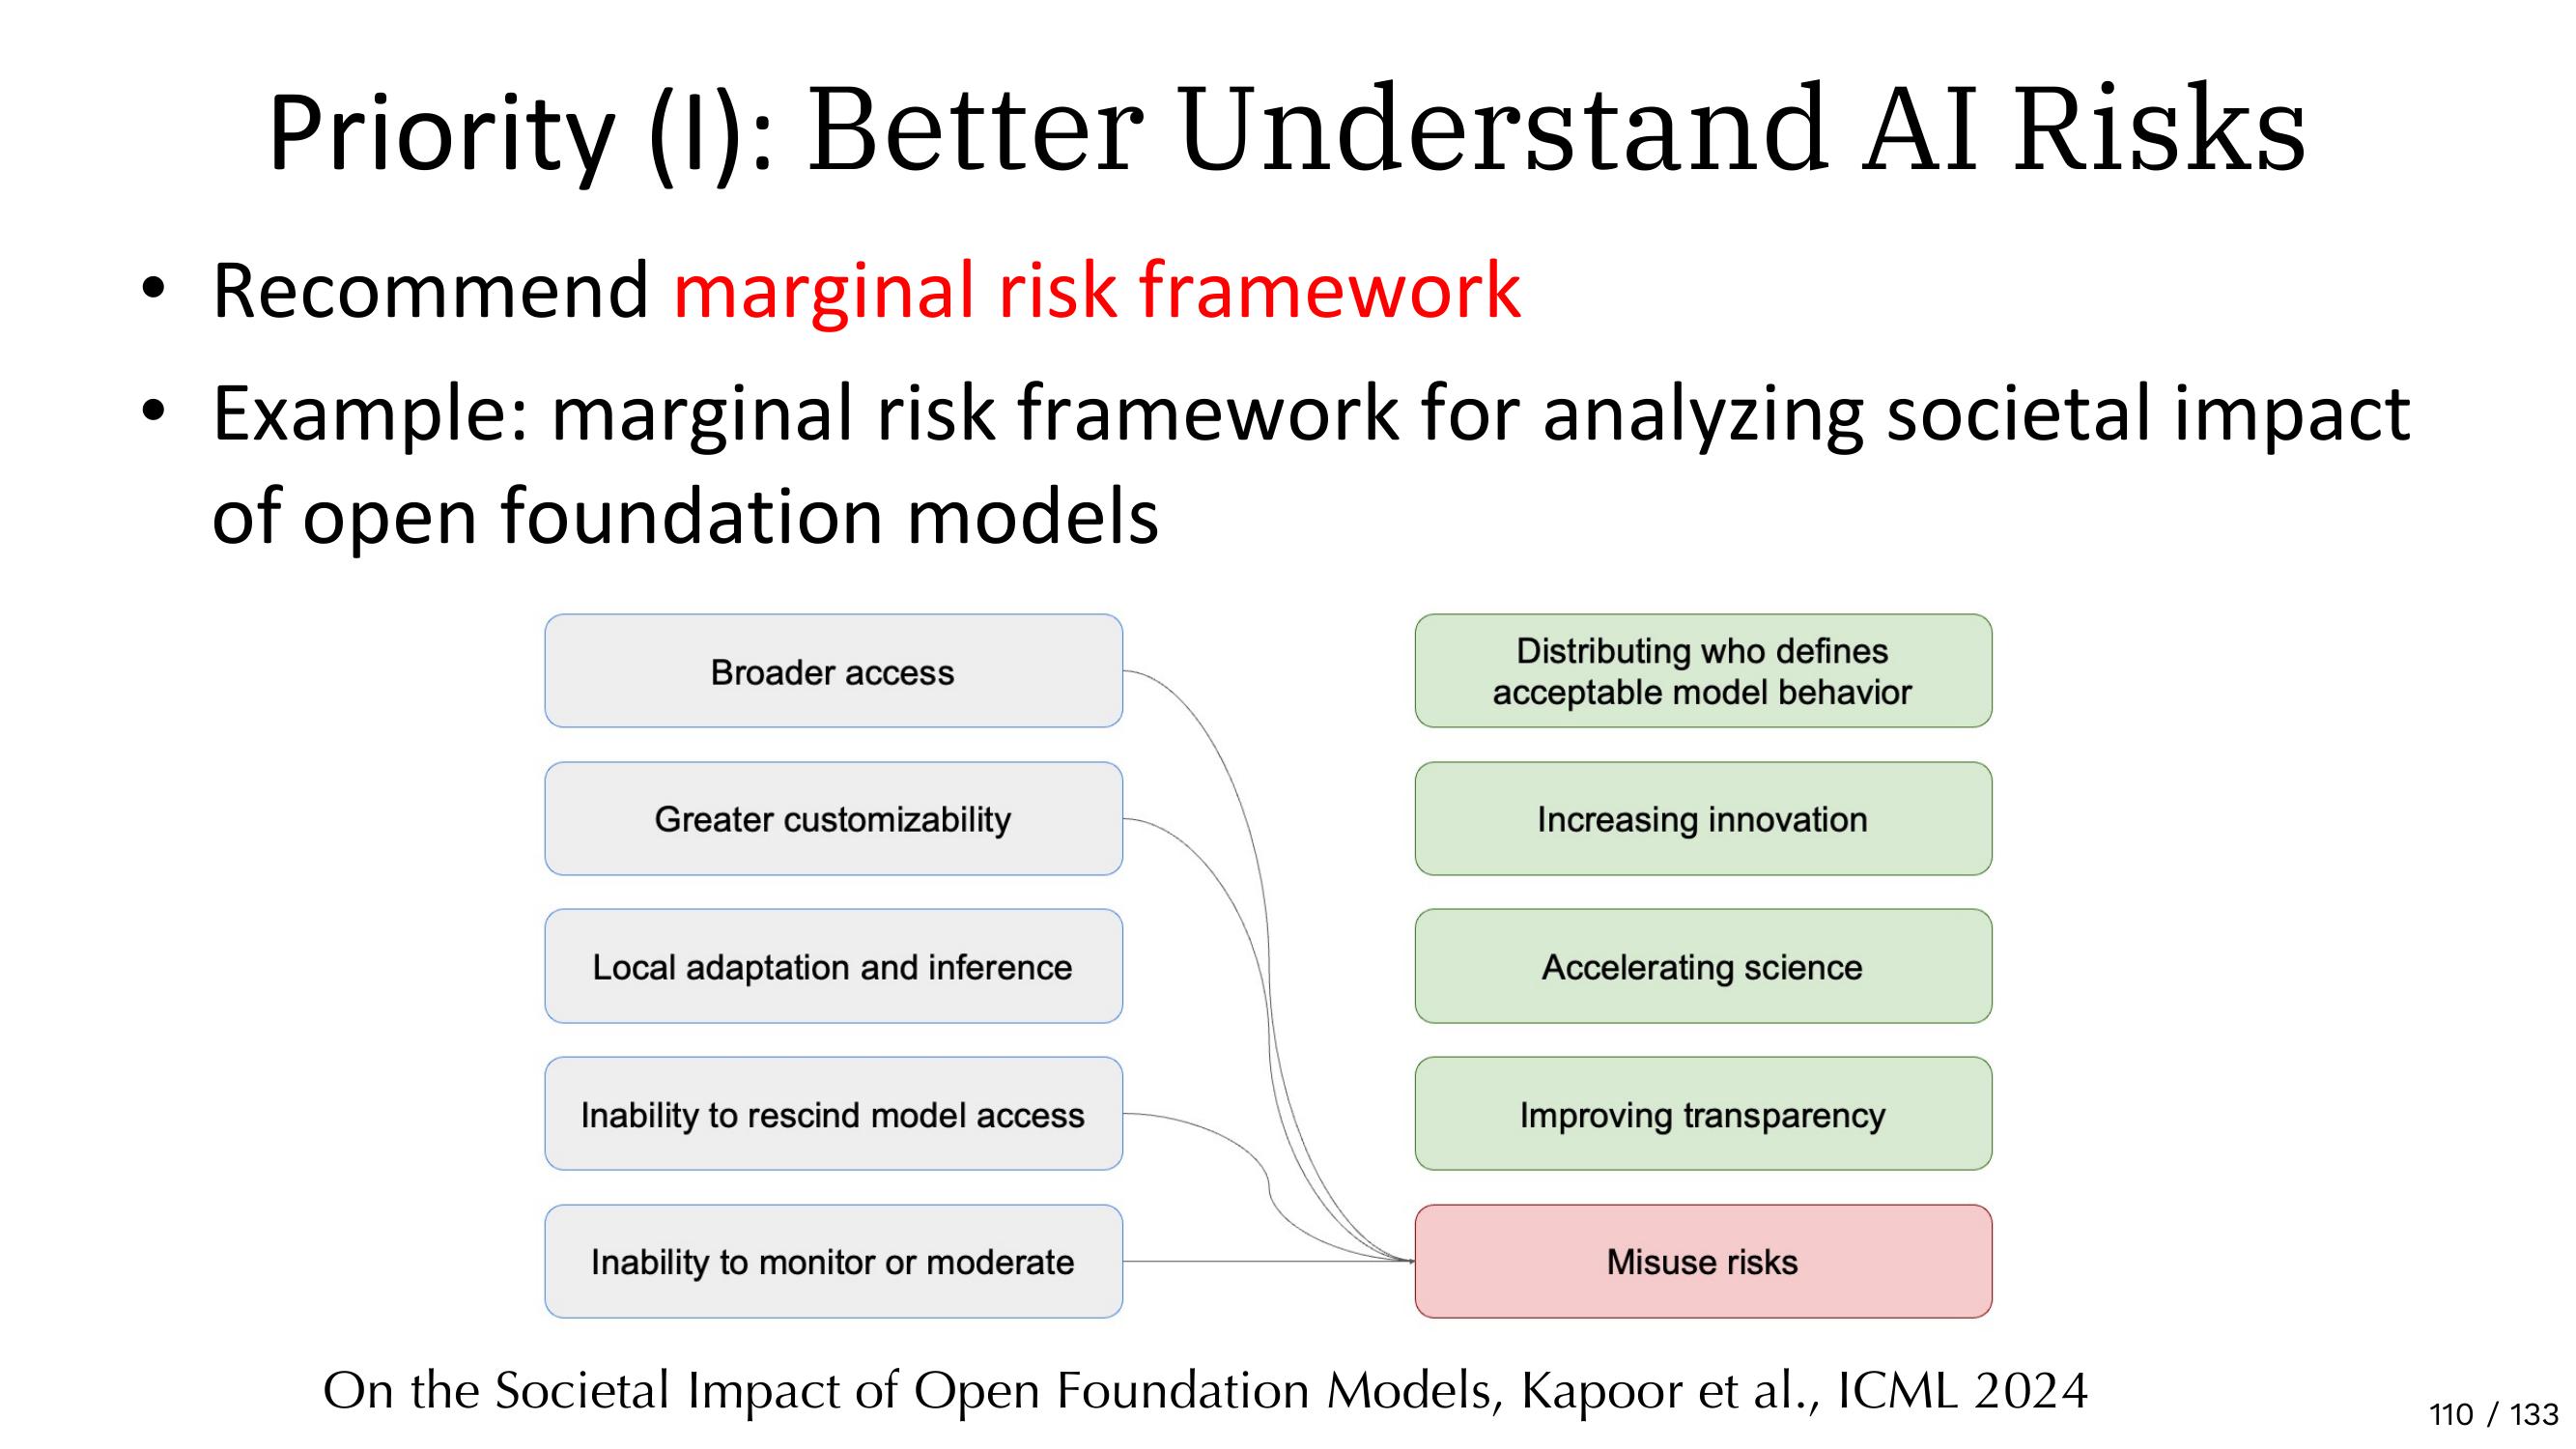 Priority (I): Better Understand AI Risks
• Recommend marginal risk framework
• Example: marginal risk framework for analyzing societal impact
of open foundation models
Broader access
Greater customizability
Local adaptation and inference
Inability to rescind model access
Inability to monitor or moderate
Distributing who defines
acceptable model behavior
Increasing innovation
Accelerating science
Improving transparency
Misuse risks
On the Societal Impact of Open Foundation Models, Kapoor et al., ICML 2024
110 / 133